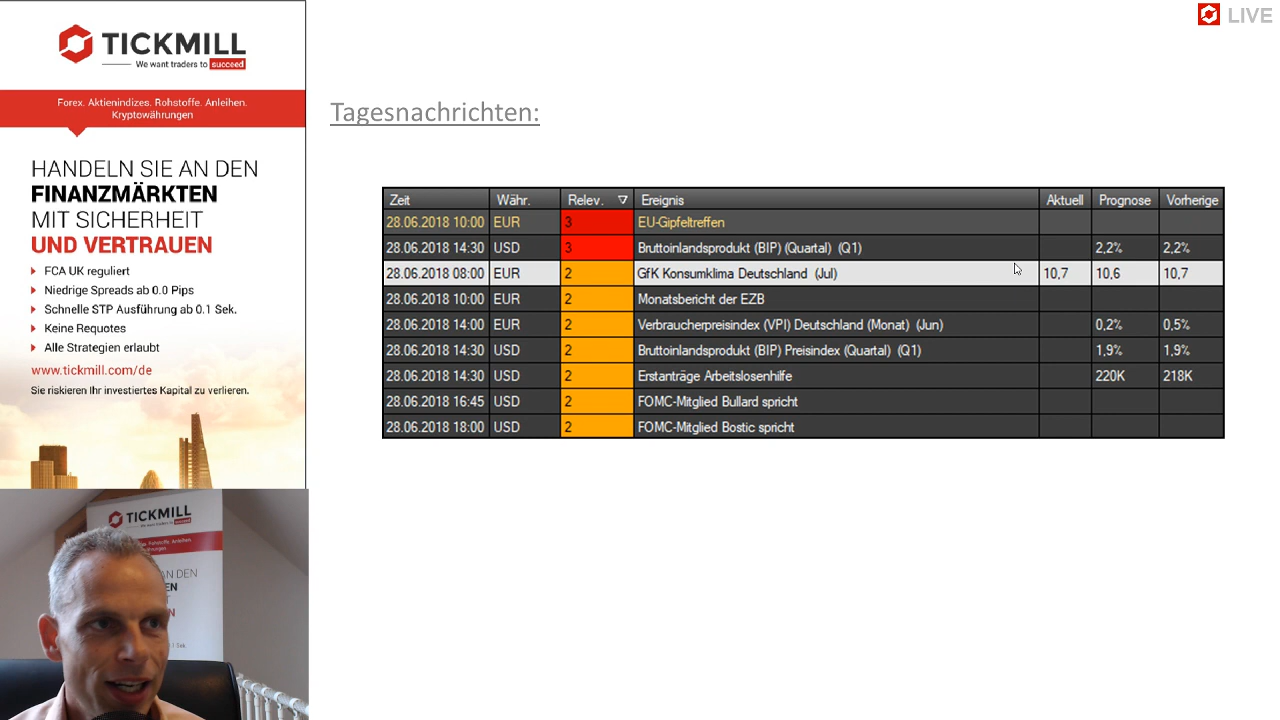 TICKMILL
We want traders to succeed
Forex. Aktienindizes. Rohstoffe. Anleihen.
Kryptowährungen
HANDELN SIE AN DEN
FINANZMÄRKTEN
MIT SICHERHEIT
UND VERTRAUEN
FCA UK reguliert
Niedrige Spreads ab 0.0 Pips
Schnelle STP Ausführung ab 0.1 Sek.
Keine Requotes
Alle Strategien erlaubt
www.tickmill.com/de
Sie riskieren Ihr investiertes Kapital zu verlieren.
LIVE
Tagesnachrichten:
Zeit Währ. Relev. Ereignis Aktuell Prognose Vorherige
28.06.2018 10:00 EUR 3 EU-Gipfeltreffen
28.06.2018 14:30 USD 3 Bruttoinlandsprodukt (BIP) (Quartal) (Q1) 2,2% 2,2%
28.06.2018 08:00 EUR 2 GfK Konsumklima Deutschland (Jul) 10,7 10,6 10,7
28.06.2018 10:00 EUR 2 Monatsbericht der EZB
28.06.2018 14:00 EUR 2 Verbraucherpreisindex (VPI) Deutschland (Monat) (Jun) 0,2% 0,5%
28.06.2018 14:30 USD 2 Bruttoinlandsprodukt (BIP) Preisindex (Quartal) (Q1) 1,9% 1,9%
28.06.2018 14:30 USD 2 Erstanträge Arbeitslosenhilfe 220K 218K
28.06.2018 16:45 USD 2 FOMC-Mitglied Bullard spricht
28.06.2018 18:00 USD 2 FOMC-Mitglied Bostic spricht
TICKMILL
We want traders to succeed
AN DEN